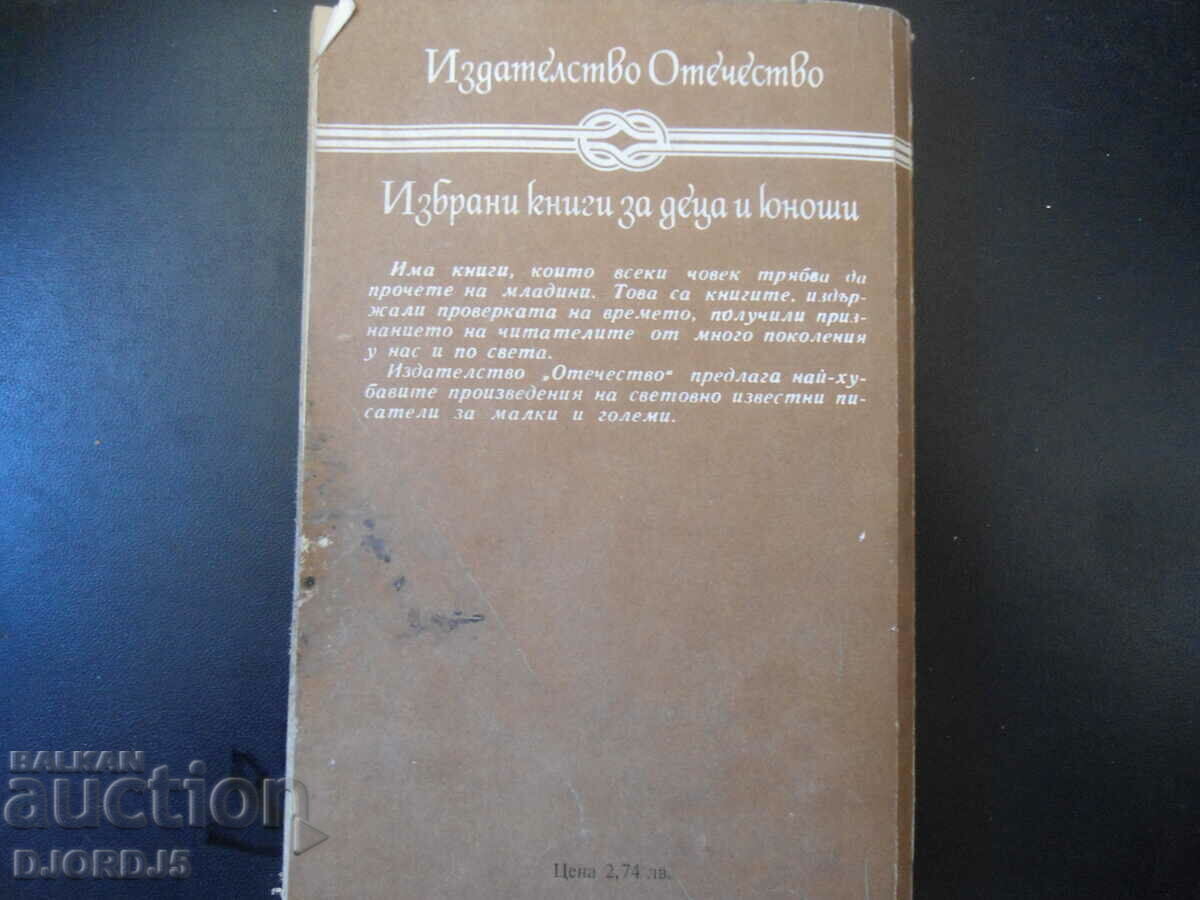 Издателство Отечество
Избрани книги за деца и юноши
Има книги, които всеки човек трябва да
прочете на младини. Това са книгите, издър-
жали проверката на времето, получили приз-
нанието на читателите от много поколения
у нас и по света.
Издателство „Отечество“ предлага най-ху-
бавите произведения на световно известни пи-
сатели за малки и големи.
BALKAN
auction
DJORDJ5
Цена 2,74 лв.